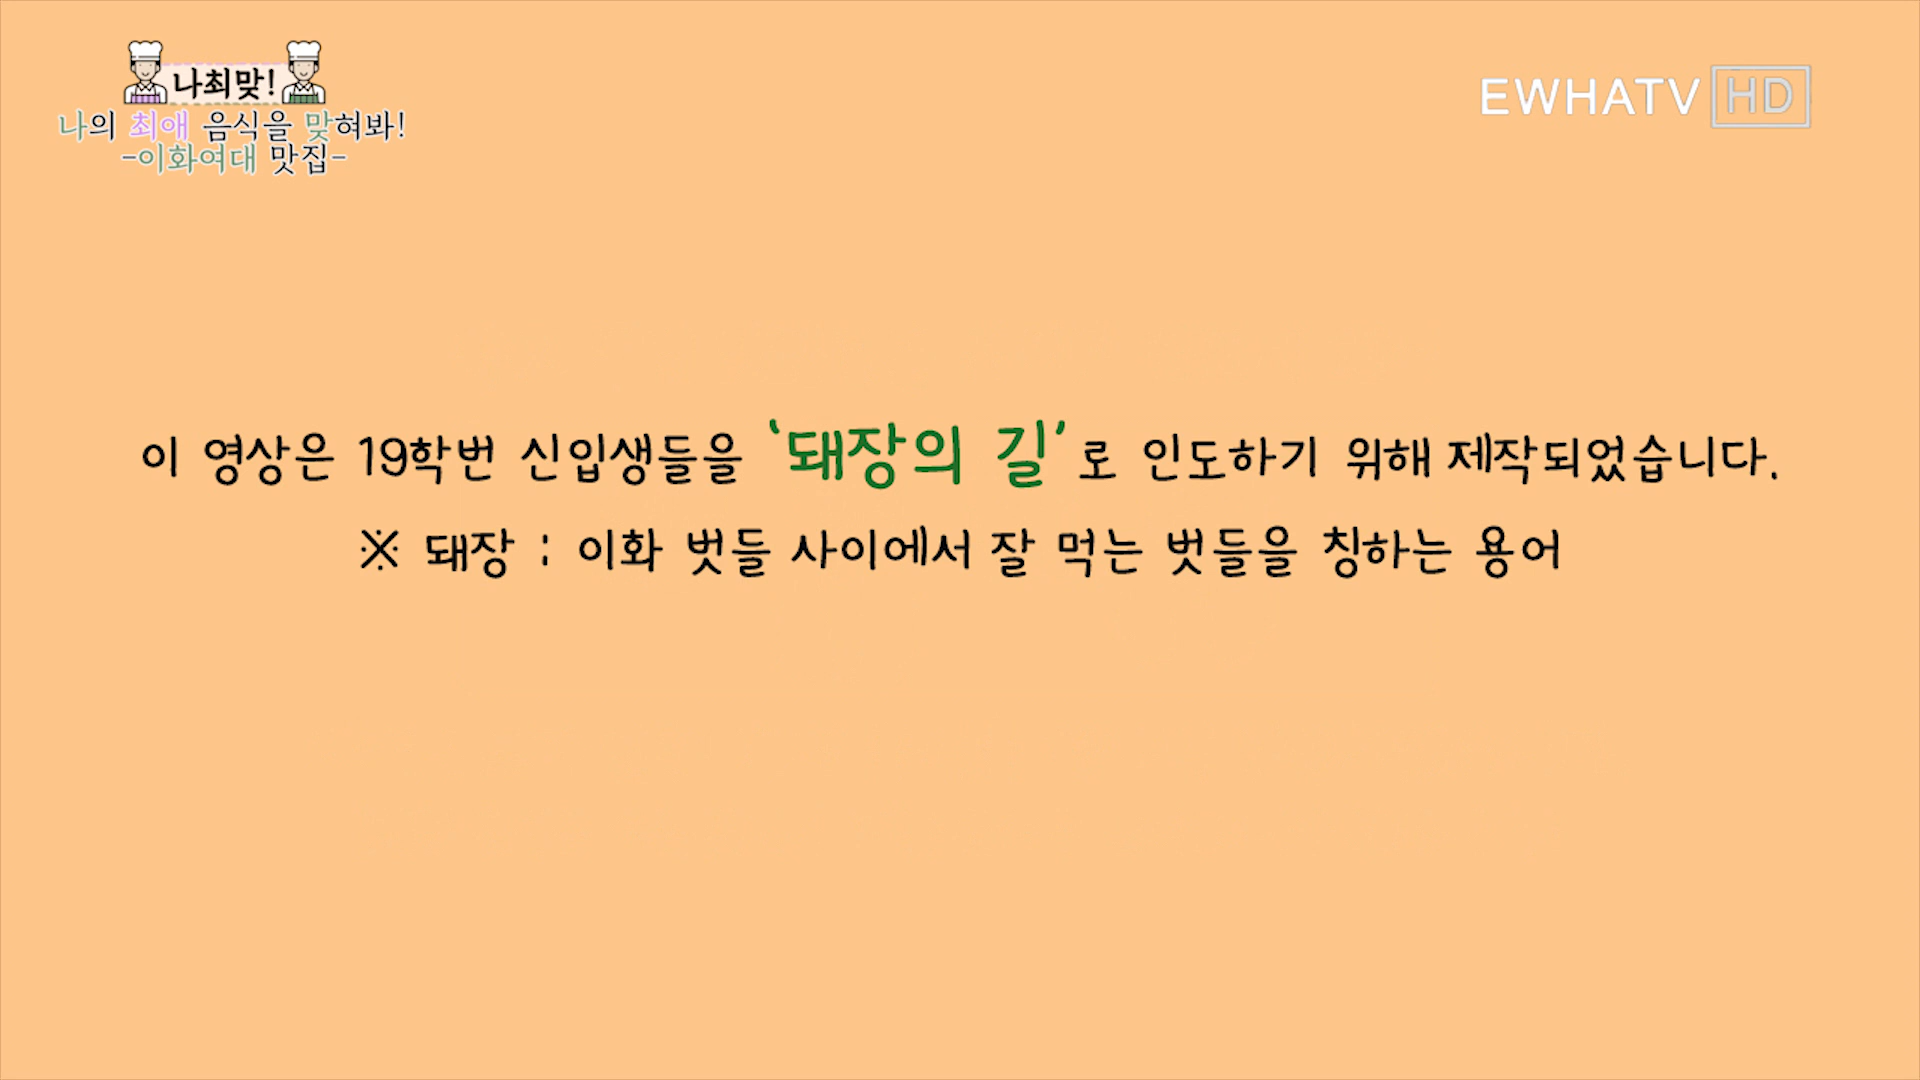 나최맞!
나의 최애 음식을 맞혀봐!
-이화여대 맛집-
EWHATV HD
이 영상은 19학번 신입생들을 '돼장의 길'로 인도하기 위해 제작되었습니다.
※ 돼장 : 이화 벗들 사이에서 잘 먹는 벗들을 칭하는 용어